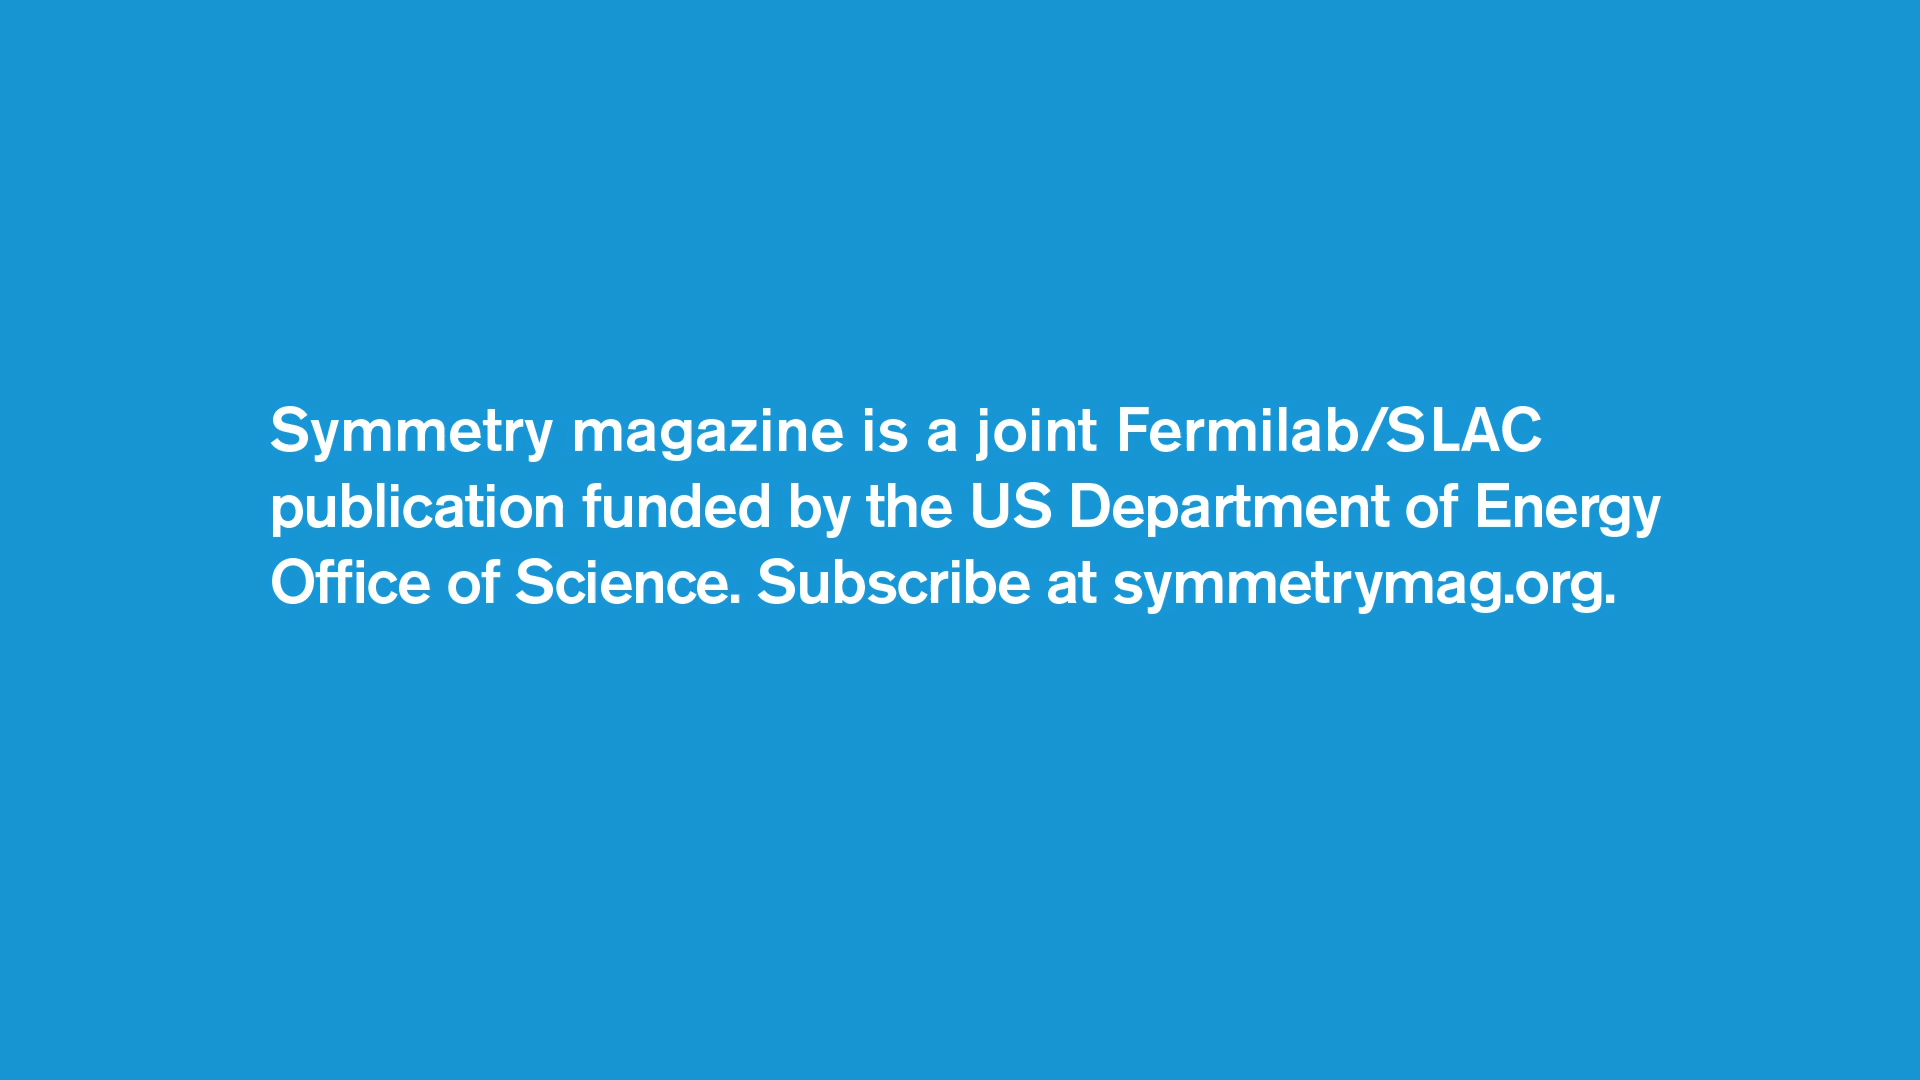 Symmetry magazine is a joint Fermilab/SLAC
publication funded by the US Department of Energy
Office of Science. Subscribe at symmetrymag.org.